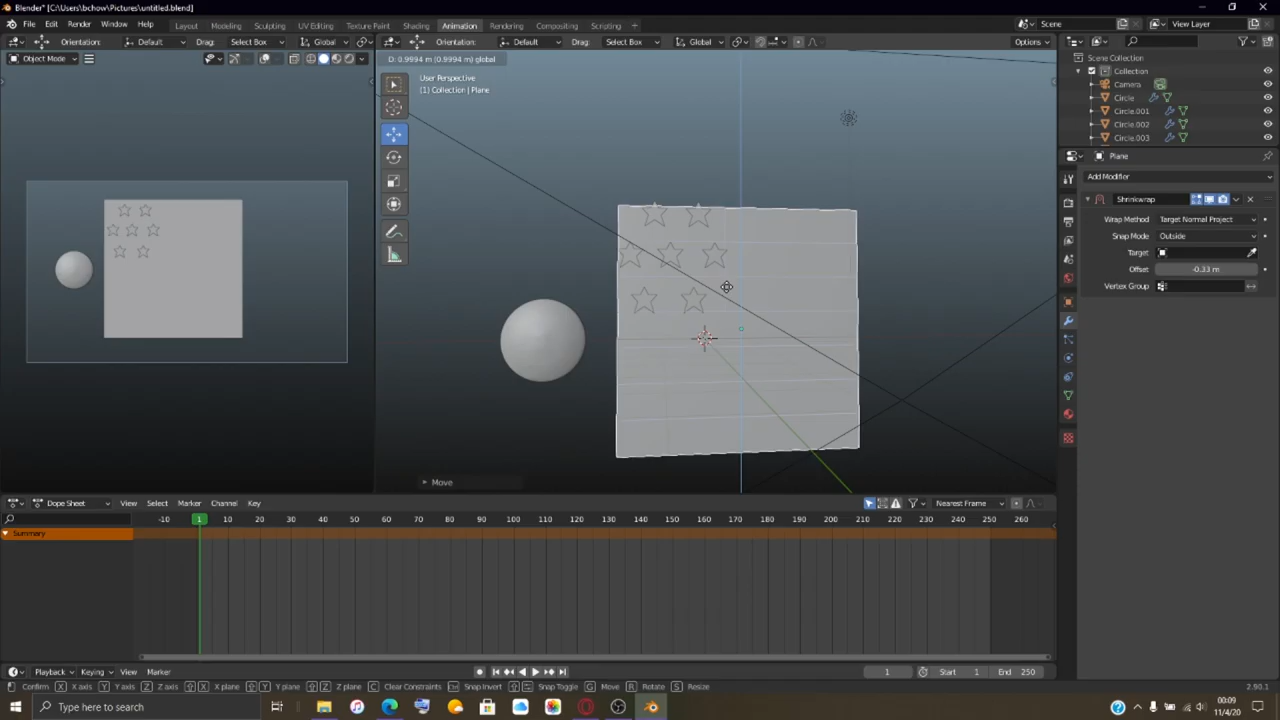 Blender* [C:\Users\bchow\Pictures\untitled.blend]
File Edit Render Window Help Layout Modeling Sculpting UV Editing Texture Paint Shading Animation Rendering Compositing Scripting + Scene View Layer
Orientation: Default Drag: Select Box Global Orientation: Default Drag: Select Box Global Options
Object Mode D: 0.9994 m (0.9994 m) global
User Perspective
(1) Collection | Plane
Scene Collection
Collection
Camera
Circle
Circle.001
Circle.002
Circle.003
Plane
Add Modifier
Shrinkwrap
Wrap Method Target Normal Project
Snap Mode Outside
Target
Offset -0.33 m
Vertex Group
Move
Dope Sheet View Select Marker Channel Key Nearest Frame
-10 1 10 20 30 40 50 60 70 80 90 100 110 120 130 140 150 160 170 180 190 200 210 220 230 240 250 260
Summary
Playback Keying View Marker 1 Start 1 End 250
Confirm X X axis Y Y axis Z Z axis X X plane Y Y plane Z Z plane C Clear Constraints Snap Invert Snap Toggle G Move R Rotate S Resize 2.90.1
Type here to search
00:09
11/4/20